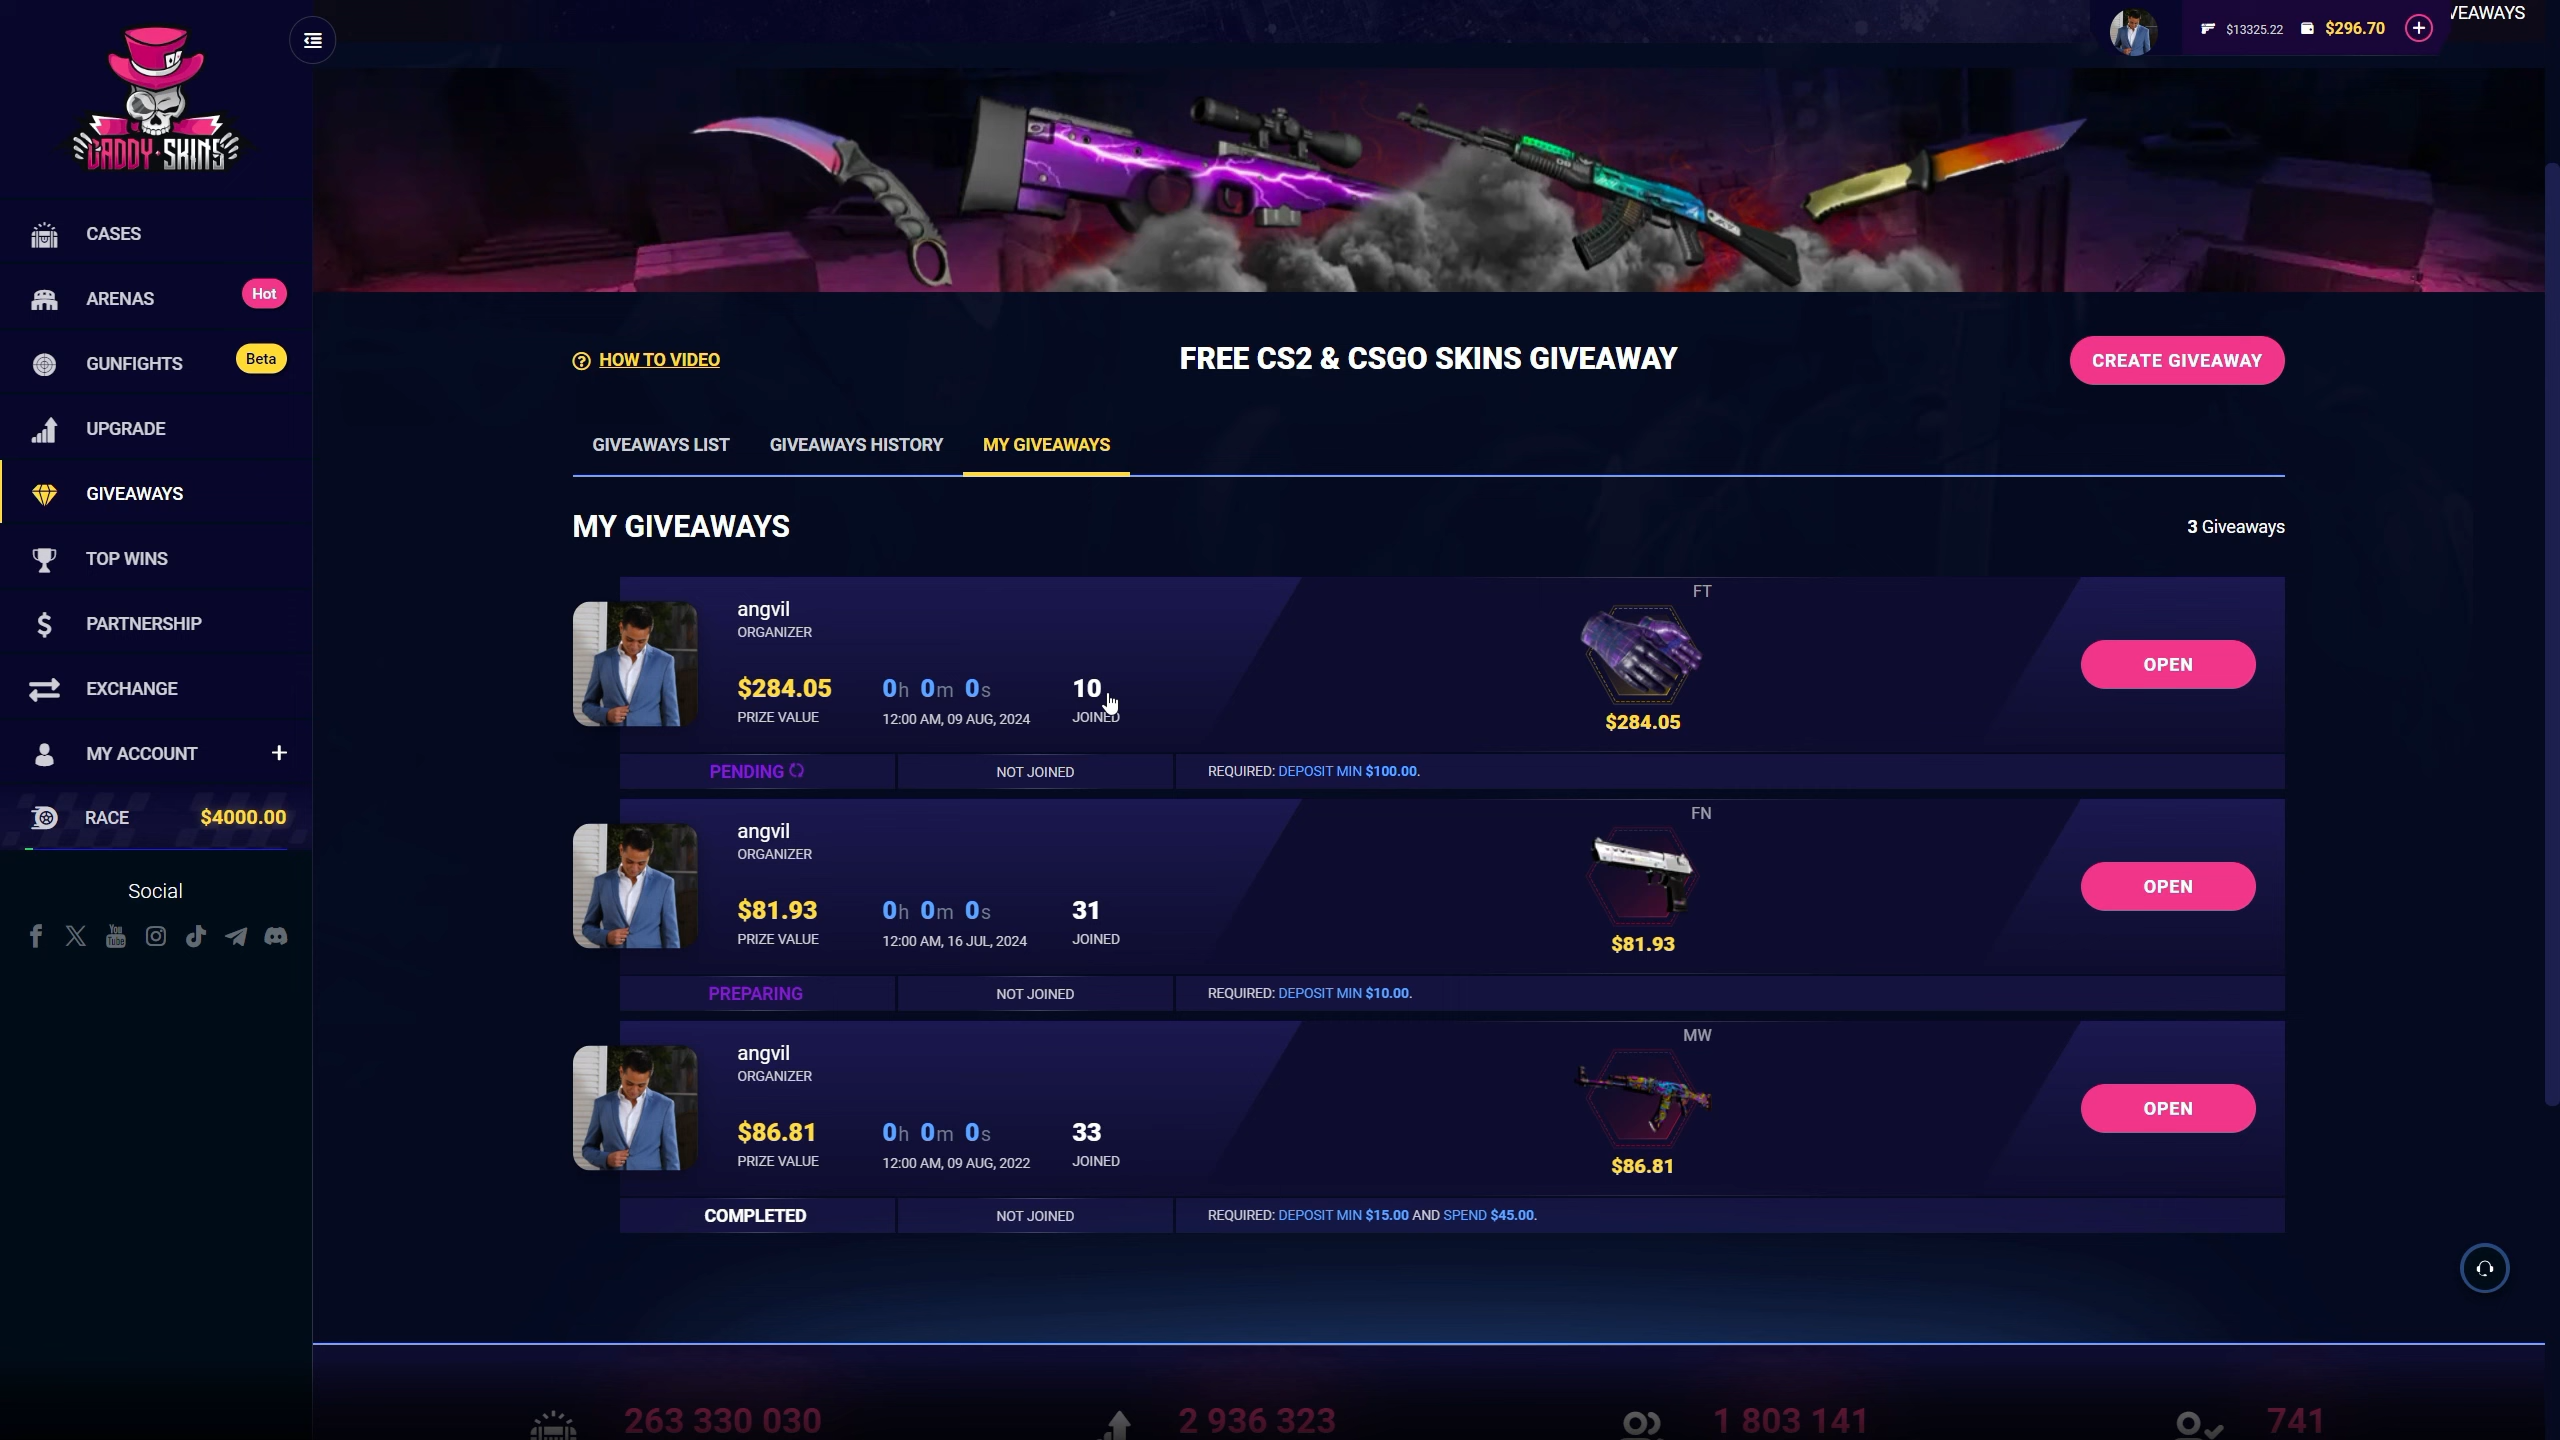 VEAWAYS
$13325.22
$296.70
DADDY SKINS
CASES
ARENAS
Hot
GUNFIGHTS
Beta
UPGRADE
GIVEAWAYS
TOP WINS
PARTNERSHIP
EXCHANGE
MY ACCOUNT
RACE
$4000.00
Social
You
Tube
HOW TO VIDEO
FREE CS2 & CSGO SKINS GIVEAWAY
CREATE GIVEAWAY
GIVEAWAYS LIST
GIVEAWAYS HISTORY
MY GIVEAWAYS
MY GIVEAWAYS
3 Giveaways
angvil
ORGANIZER
$284.05
PRIZE VALUE
0h 0m 0s
12:00 AM, 09 AUG, 2024
10
JOINED
FT
$284.05
OPEN
PENDING
NOT JOINED
REQUIRED: DEPOSIT MIN $100.00.
angvil
ORGANIZER
$81.93
PRIZE VALUE
0h 0m 0s
12:00 AM, 16 JUL, 2024
31
JOINED
FN
$81.93
OPEN
PREPARING
NOT JOINED
REQUIRED: DEPOSIT MIN $10.00.
angvil
ORGANIZER
$86.81
PRIZE VALUE
0h 0m 0s
12:00 AM, 09 AUG, 2022
33
JOINED
MW
$86.81
OPEN
COMPLETED
NOT JOINED
REQUIRED: DEPOSIT MIN $15.00 AND SPEND $45.00.
263 330 030
2 936 323
1 803 141
741